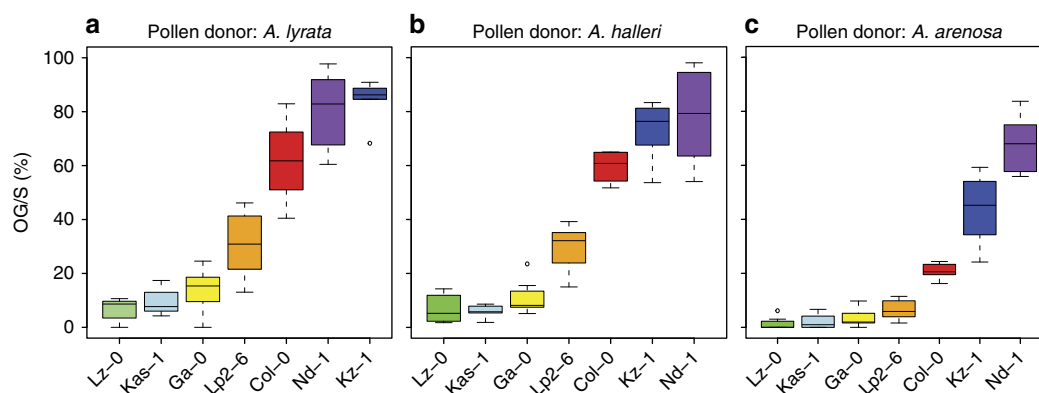 a Pollen donor: A. lyrata
b Pollen donor: A. halleri
c Pollen donor: A. arenosa
OG/S (%)
100
80
60
40
20
0
Lz–0 Kas–1 Ga–0 Lp2–6 Col–0 Nd–1 Kz–1
Lz–0 Kas–1 Ga–0 Lp2–6 Col–0 Kz–1 Nd–1
Lz–0 Kas–1 Ga–0 Lp2–6 Col–0 Kz–1 Nd–1